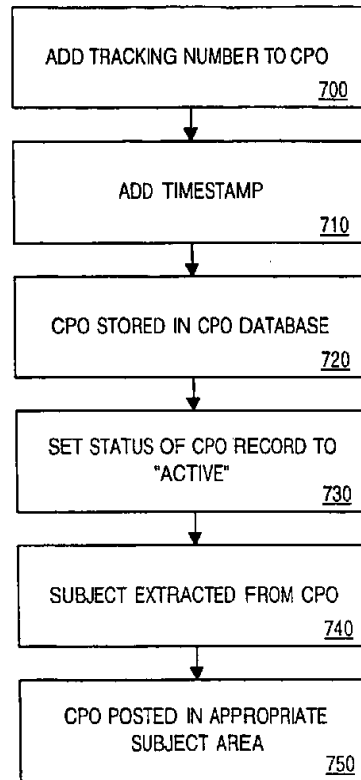 ADD TRACKING NUMBER TO CPO
700
ADD TIMESTAMP
710
CPO STORED IN CPO DATABASE
720
SET STATUS OF CPO RECORD TO
"ACTIVE"
730
SUBJECT EXTRACTED FROM CPO
740
CPO POSTED IN APPROPRIATE
SUBJECT AREA
750